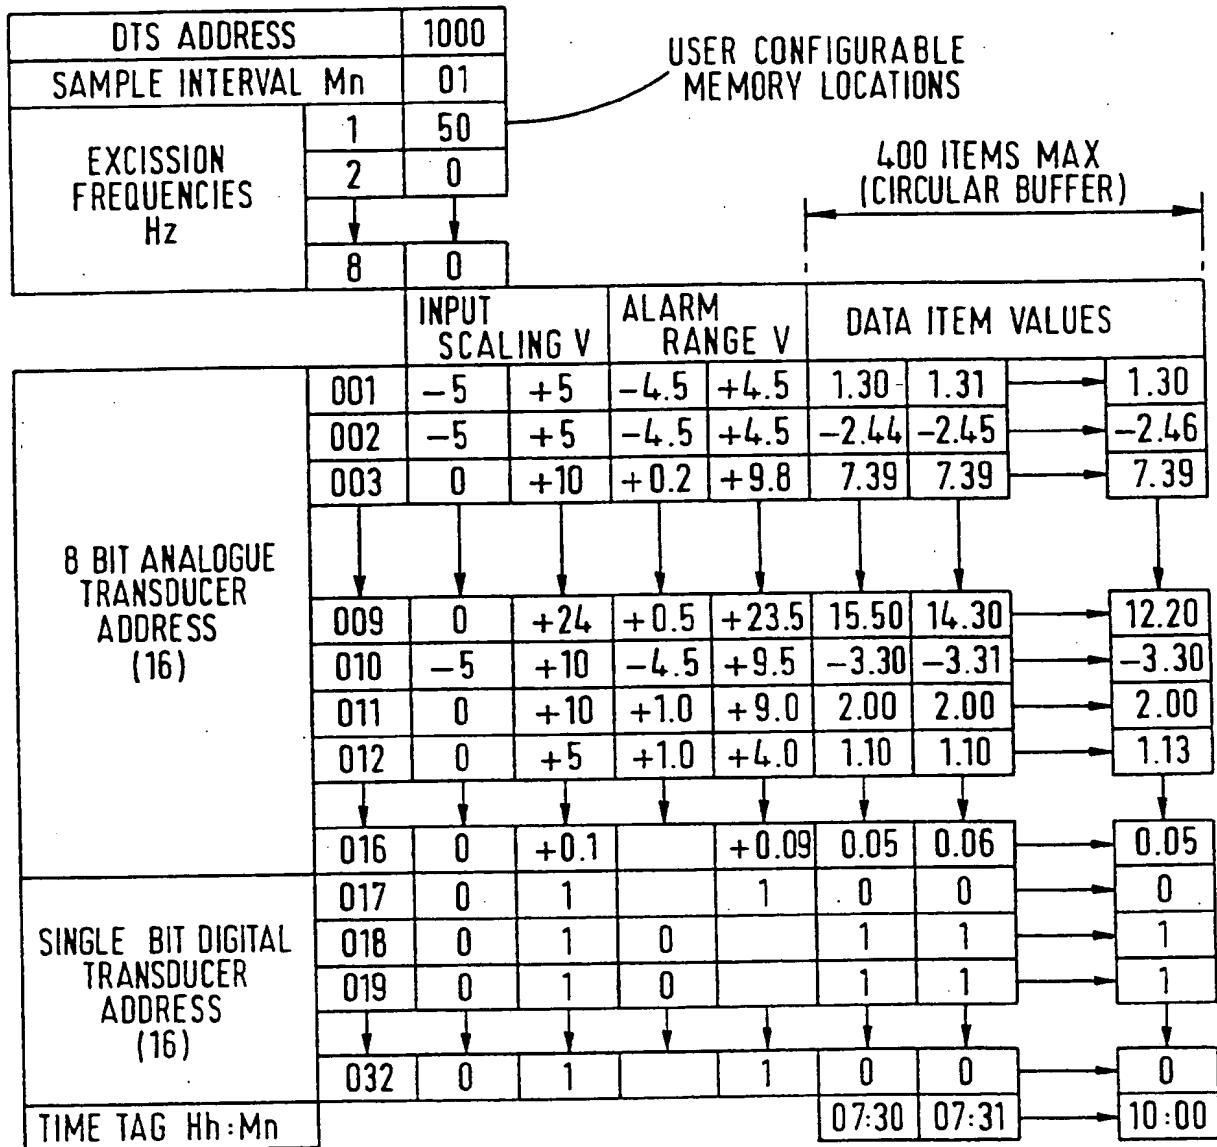 DTS ADDRESS 1000
SAMPLE INTERVAL Mn 01
EXCISSION
FREQUENCIES
Hz
1 50
2 0
8 0
USER CONFIGURABLE
MEMORY LOCATIONS
400 ITEMS MAX
(CIRCULAR BUFFER)
INPUT
SCALING V
ALARM
RANGE V
DATA ITEM VALUES
8 BIT ANALOGUE
TRANSDUCER
ADDRESS
(16)
001 -5 +5 -4.5 +4.5 1.30 1.31 1.30
002 -5 +5 -4.5 +4.5 -2.44 -2.45 -2.46
003 0 +10 +0.2 +9.8 7.39 7.39 7.39
009 0 +24 +0.5 +23.5 15.50 14.30 12.20
010 -5 +10 -4.5 +9.5 -3.30 -3.31 -3.30
011 0 +10 +1.0 +9.0 2.00 2.00 2.00
012 0 +5 +1.0 +4.0 1.10 1.10 1.13
016 0 +0.1 +0.09 0.05 0.06 0.05
SINGLE BIT DIGITAL
TRANSDUCER
ADDRESS
(16)
017 0 1 1 0 0 0
018 0 1 0 1 1 1
019 0 1 0 1 1 1
032 0 1 1 0 0 0
TIME TAG Hh:Mn 07:30 07:31 10:00